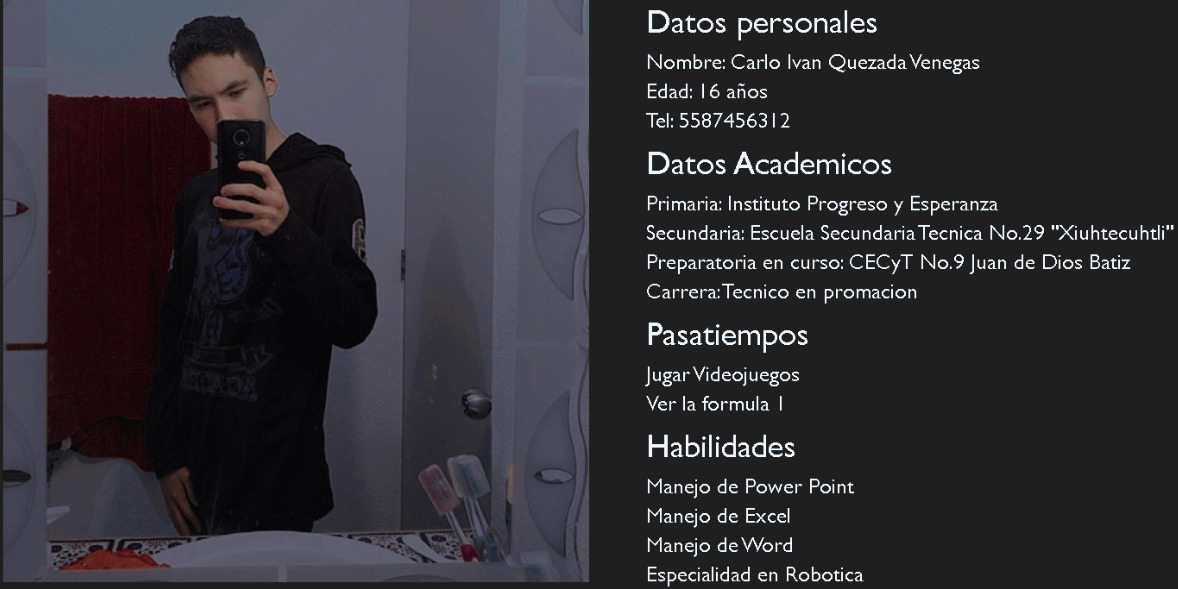 Datos personales
Nombre: Carlo Ivan Quezada Venegas
Edad: 16 años
Tel: 5587456312
Datos Academicos
Primaria: Instituto Progreso y Esperanza
Secundaria: Escuela Secundaria Tecnica No.29 "Xiuhtecuhtli"
Preparatoria en curso: CECyT No.9 Juan de Dios Batiz
Carrera: Tecnico en promacion
Pasatiempos
Jugar Videojuegos
Ver la formula 1
Habilidades
Manejo de Power Point
Manejo de Excel
Manejo de Word
Especialidad en Robotica